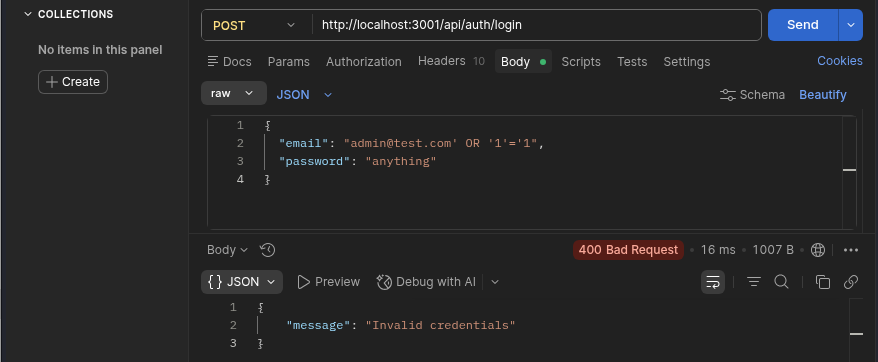 COLLECTIONS
No items in this panel
+ Create
POST
http://localhost:3001/api/auth/login
Send
Docs Params Authorization Headers 10 Body Scripts Tests Settings Cookies
raw JSON Schema Beautify
1 {
2 "email": "admin@test.com' OR '1'='1",
3 "password": "anything"
4 }
Body 400 Bad Request • 16 ms • 1007 B
{} JSON Preview Debug with AI
1 {
2 "message": "Invalid credentials"
3 }